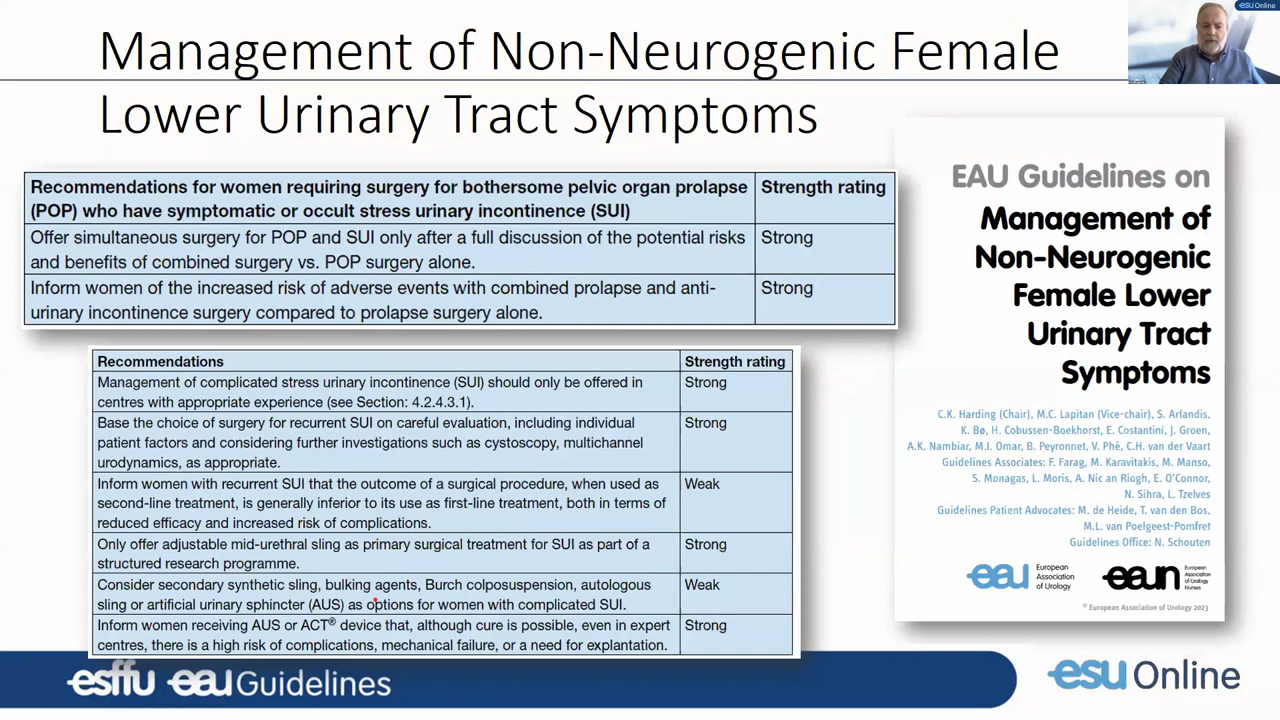 esu Online
Management of Non-Neurogenic Female
Lower Urinary Tract Symptoms
Recommendations for women requiring surgery for bothersome pelvic organ prolapse
(POP) who have symptomatic or occult stress urinary incontinence (SUI)
Strength rating
Offer simultaneous surgery for POP and SUI only after a full discussion of the potential risks
and benefits of combined surgery vs. POP surgery alone.
Strong
Inform women of the increased risk of adverse events with combined prolapse and anti-
urinary incontinence surgery compared to prolapse surgery alone.
Strong
Recommendations
Strength rating
Management of complicated stress urinary incontinence (SUI) should only be offered in
centres with appropriate experience (see Section: 4.2.4.3.1).
Strong
Base the choice of surgery for recurrent SUI on careful evaluation, including individual
patient factors and considering further investigations such as cystoscopy, multichannel
urodynamics, as appropriate.
Strong
Inform women with recurrent SUI that the outcome of a surgical procedure, when used as
second-line treatment, is generally inferior to its use as first-line treatment, both in terms of
reduced efficacy and increased risk of complications.
Weak
Only offer adjustable mid-urethral sling as primary surgical treatment for SUI as part of a
structured research programme.
Strong
Consider secondary synthetic sling, bulking agents, Burch colposuspension, autologous
sling or artificial urinary sphincter (AUS) as options for women with complicated SUI.
Weak
Inform women receiving AUS or ACT® device that, although cure is possible, even in expert
centres, there is a high risk of complications, mechanical failure, or a need for explantation.
Strong
EAU Guidelines on
Management of
Non-Neurogenic
Female Lower
Urinary Tract
Symptoms
C.K. Harding (Chair), M.C. Lapitan (Vice-chair), S. Arlandis,
K. Bø, H. Cobussen-Boekhorst, E. Costantini, J. Groen,
A.K. Nambiar, M.I. Omar, B. Peyronnet, V. Phé, C.H. van der Vaart
Guidelines Associates: F. Farag, M. Karavitakis, M. Manso,
S. Monagas, L. Moris, A. Nic an Riogh, E. O'Connor,
N. Sihra, L. Tzelves
Guidelines Patient Advocates: M. de Heide, T. van den Bos,
M.L. van Poelgeest-Pomfret
Guidelines Office: N. Schouten
eau
European
Association
of Urology
eaun
European
Association
of Urology
Nurses
© European Association of Urology 2023
esffu eau Guidelines
esu Online